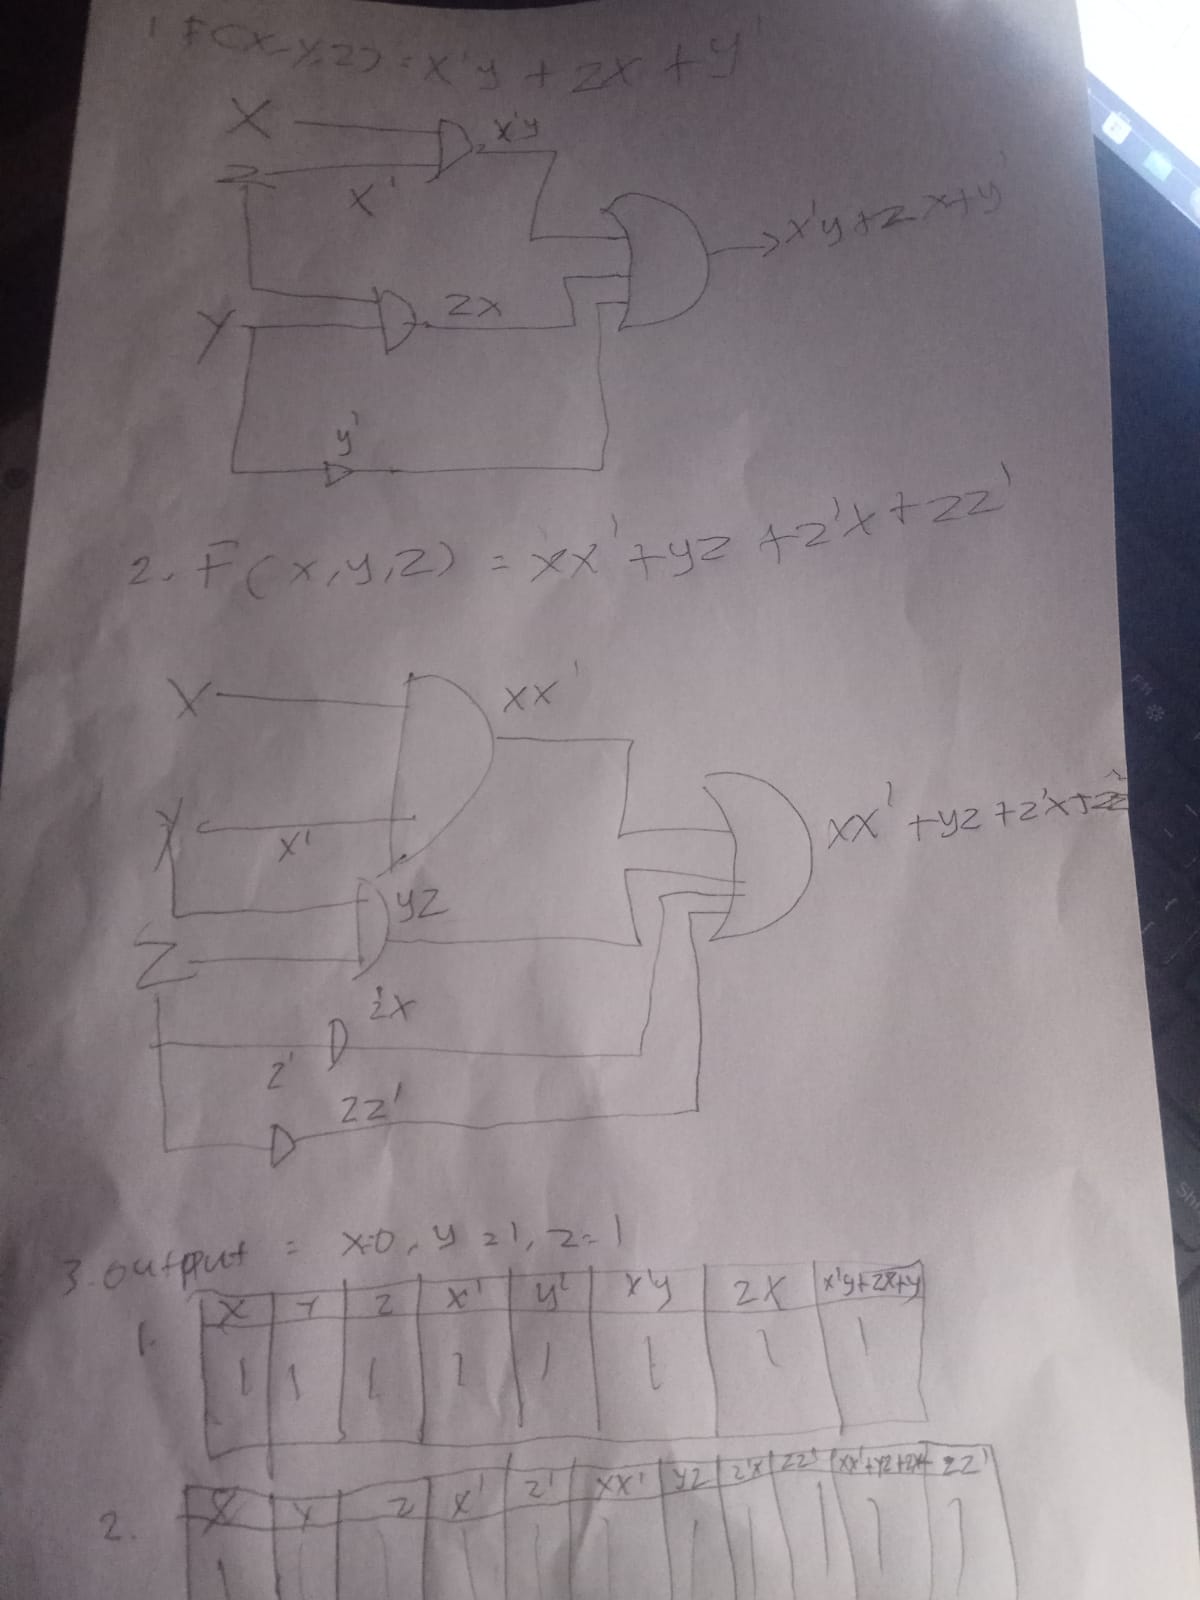 1 F(x,y,z) = x'y + zx + y'
X
x'y
Z
x'
x'y + zx + y'
zx
Y
y'
2. F(x,y,z) = xx' + yz + z'x + zz'
X
xx'
Y
x'
xx' + yz + z'x + zz'
yz
Z
z'x
z'
zz'
3. output = x=0, y=1, z=1
1. X Y Z x' y' x'y zx x'y+zx+y
1 1 1 1 1 1 1 1
2. X Y Z x' z' xx' yz z'x zz' xx'+yz+zx+ zz'
1 1 1 1 1 1 1 1 1 1 1